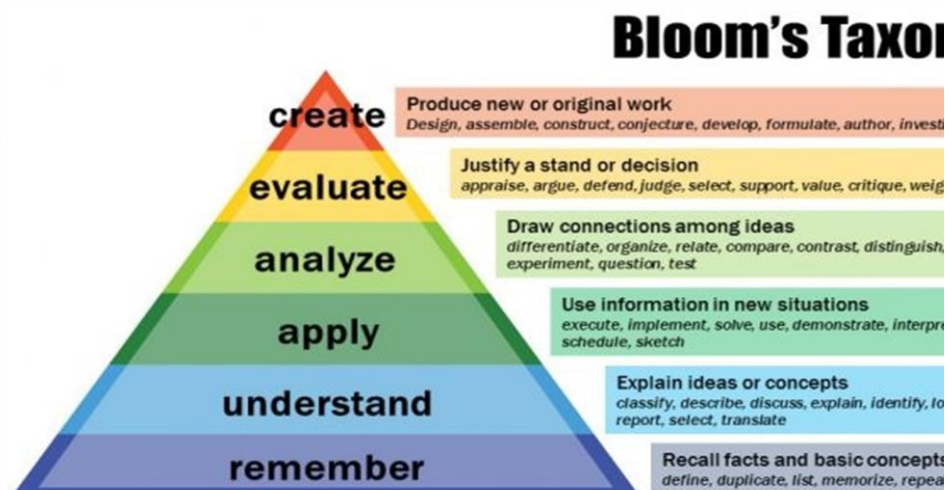 Bloom's
create
Produce new or original work
Design, assemble, construct, conjecture, develop, formulate, author,
evaluate
Justify a stand or decision
appraise, argue, defend, judge, select, support, value, critique,
analyze
Draw connections among ideas
differentiate, organize, relate, compare, contrast, distinguish,
experiment, question, test
apply
Use information in new situations
execute, implement, solve, use, demonstrate,
schedule, sketch
understand
Explain ideas or concepts
classify, describe, discuss, explain, identify,
report, select, translate
remember
Recall facts and basic concepts
define, duplicate, list, memorize,